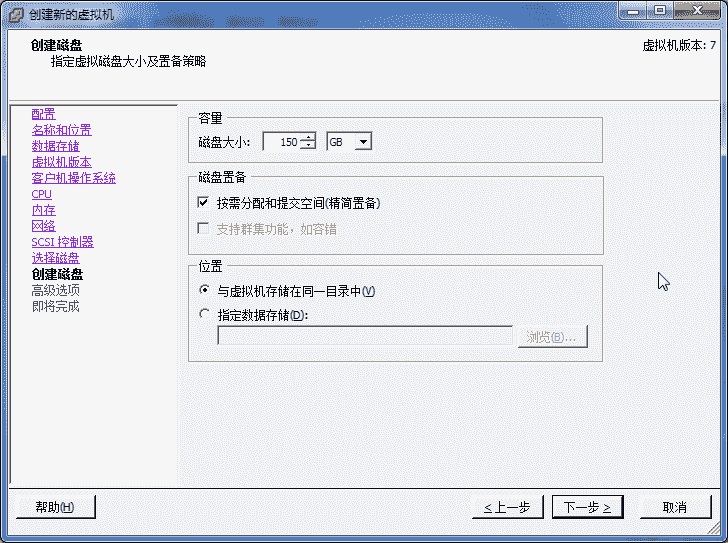 创建新的虚拟机
创建磁盘
指定虚拟磁盘大小及置备策略
虚拟机版本: 7
配置
名称和位置
数据存储
虚拟机版本
客户机操作系统
CPU
内存
网络
SCSI 控制器
选择磁盘
创建磁盘
高级选项
即将完成
容量
磁盘大小: 150 GB
磁盘置备
按需分配和提交空间(精简置备)
支持群集功能，如容错
位置
与虚拟机存储在同一目录中(V)
指定数据存储(D):
浏览(B)...
帮助(H)
< 上一步
下一步 >
取消